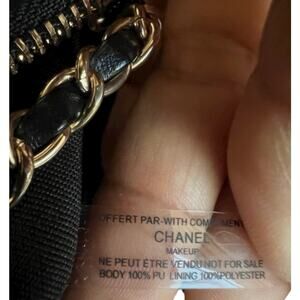 OFFERT PAR-WITH COMPLIMENT
CHANEL
MAKEUP
NE PEUT ÊTRE VENDU NOT FOR SALE
BODY 100% PU LINING 100%POLYESTER